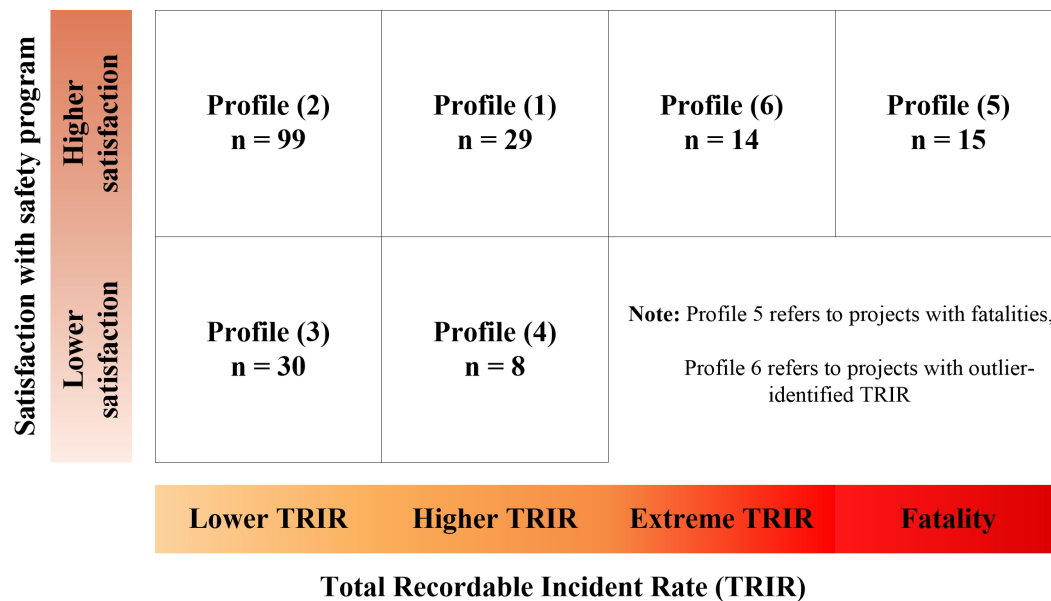 Satisfaction with safety program
Higher
satisfaction
Lower
satisfaction
Profile (2)
n = 99
Profile (1)
n = 29
Profile (6)
n = 14
Profile (5)
n = 15
Profile (3)
n = 30
Profile (4)
n = 8
Note: Profile 5 refers to projects with fatalities,
Profile 6 refers to projects with outlier-
identified TRIR
Lower TRIR
Higher TRIR
Extreme TRIR
Fatality
Total Recordable Incident Rate (TRIR)